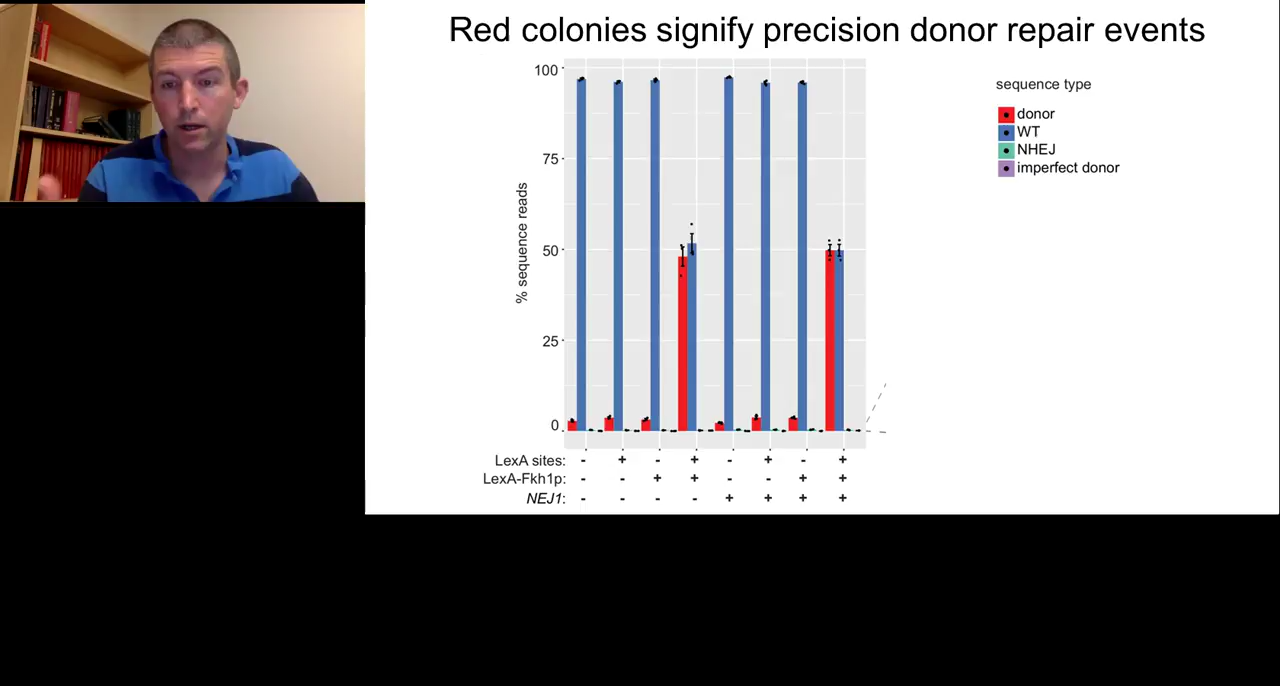 Red colonies signify precision donor repair events
sequence type
donor
WT
NHEJ
imperfect donor
% sequence reads
100
75
50
25
0
LexA sites: - + - + - + - +
LexA-Fkh1p: - - + + - - + +
NEJ1: - - - - + + + +